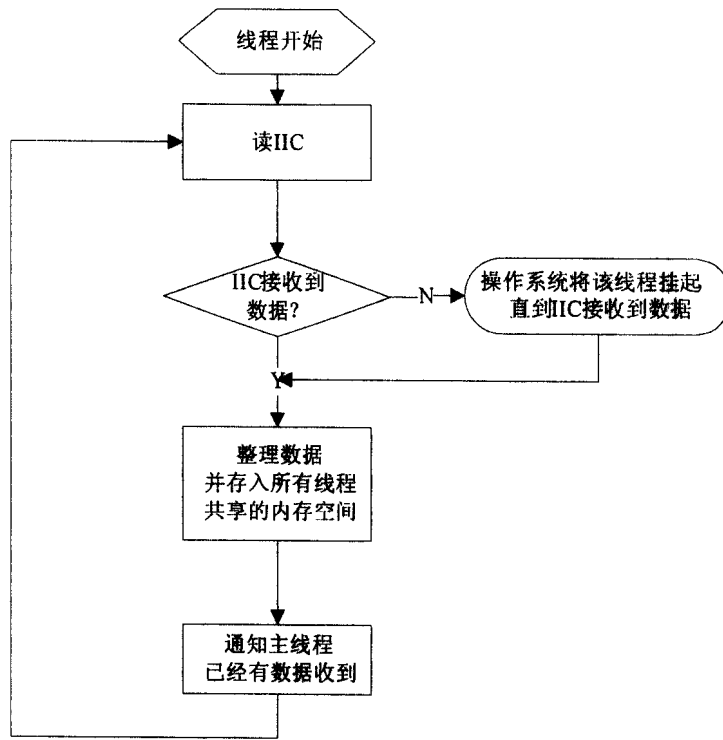 线程开始
读IIC
IIC接收到
数据?
N
操作系统将该线程挂起
直到IIC接收到数据
Y
整理数据
并存入所有线程
共享的内存空间
通知主线程
已经有数据收到